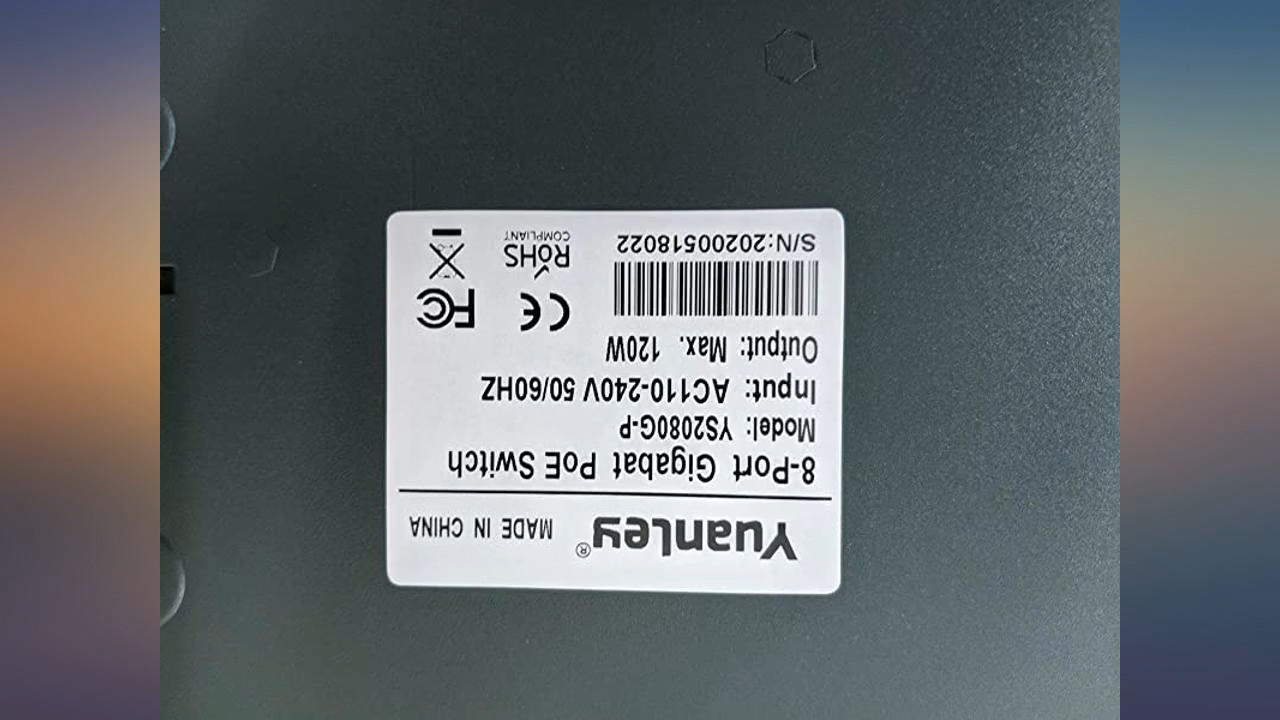 Yuanley® MADE IN CHINA
8-Port Gigabat PoE Switch
Model: YS2080G-P
Input: AC110-240V 50/60HZ
Output: Max. 120W
S/N:20200518022
FC CE
RoHS
COMPLIANT